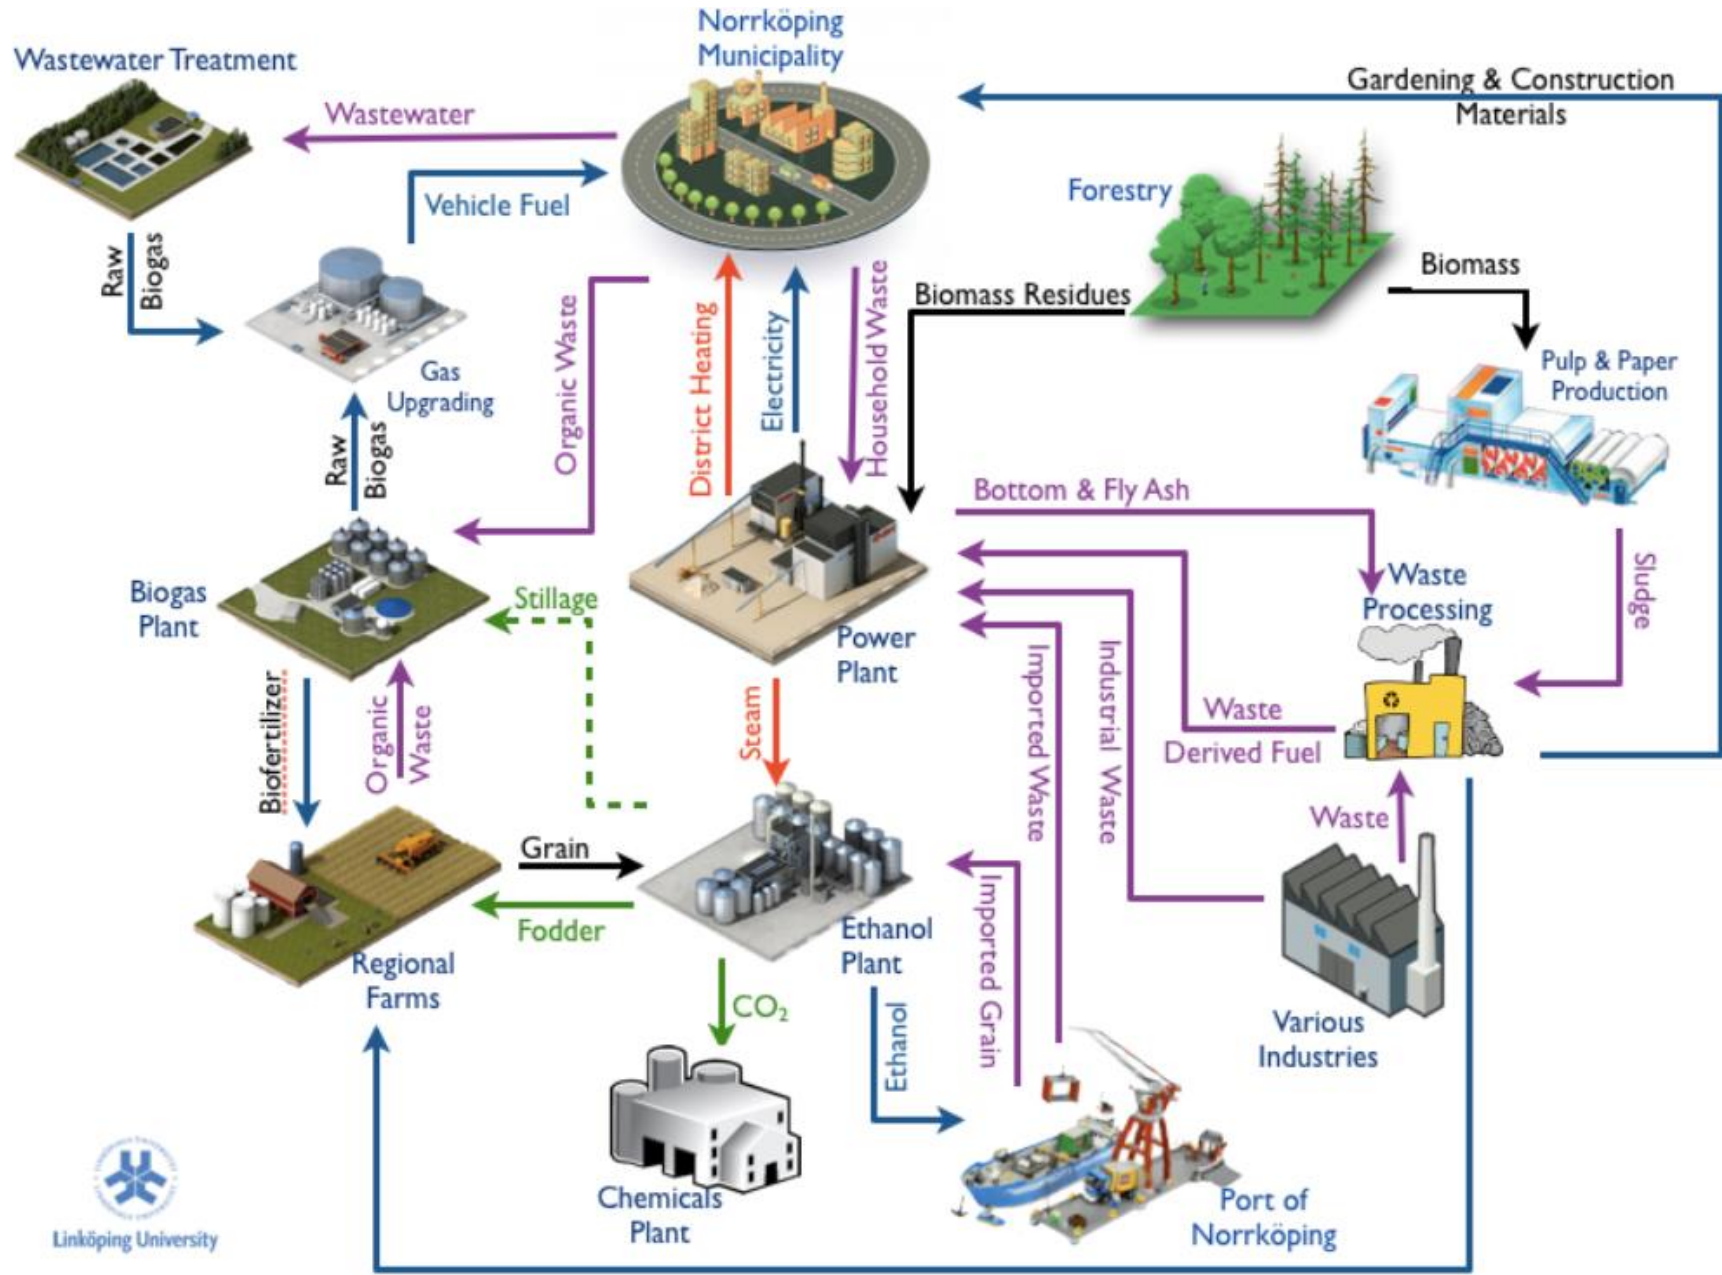 Norrköping
Municipality
Wastewater Treatment
Gardening & Construction
Materials
Wastewater
Forestry
Vehicle Fuel
Raw
Biogas
Biomass
Biomass Residues
Organic Waste
District Heating
Electricity
Household Waste
Gas
Upgrading
Pulp & Paper
Production
Raw
Biogas
Bottom & Fly Ash
Sludge
Waste
Processing
Biogas
Plant
Stillage
Power
Plant
Imported Waste
Industrial Waste
Biofertilizer
Organic
Waste
Steam
Waste
Derived Fuel
Waste
Grain
Fodder
Ethanol
Plant
Imported Grain
Regional
Farms
CO2
Ethanol
Various
Industries
Chemicals
Plant
Port of
Norrköping
Linköping University